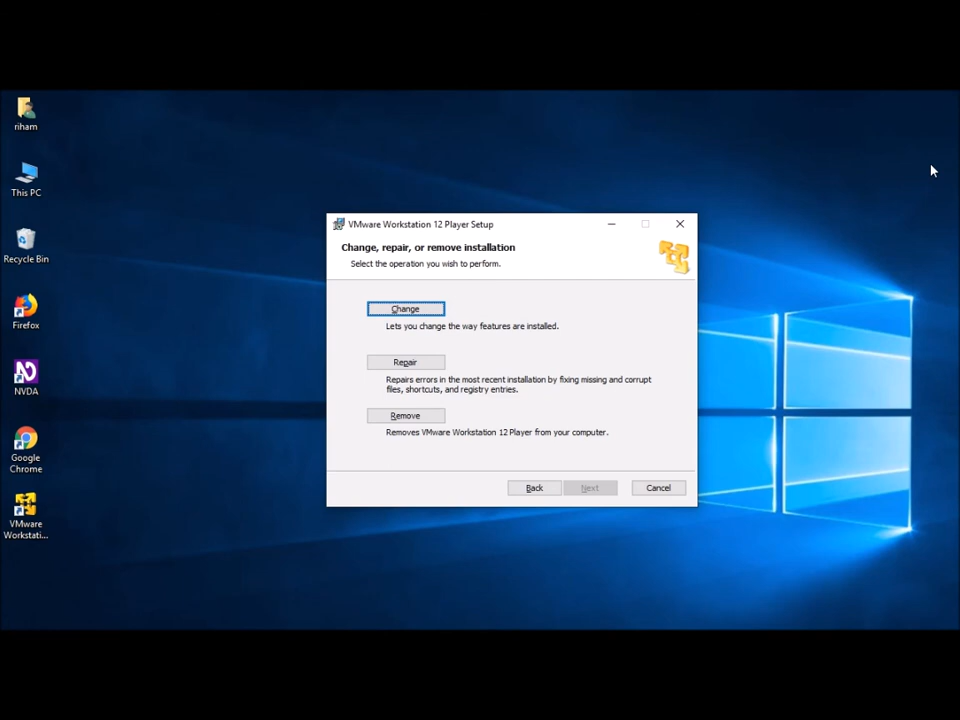 riham
This PC
Recycle Bin
Firefox
NVDA
Google
Chrome
VMware
Workstati...
VMware Workstation 12 Player Setup
Change, repair, or remove installation
Select the operation you wish to perform.
Change
Lets you change the way features are installed.
Repair
Repairs errors in the most recent installation by fixing missing and corrupt
files, shortcuts, and registry entries.
Remove
Removes VMware Workstation 12 Player from your computer.
Back
Next
Cancel